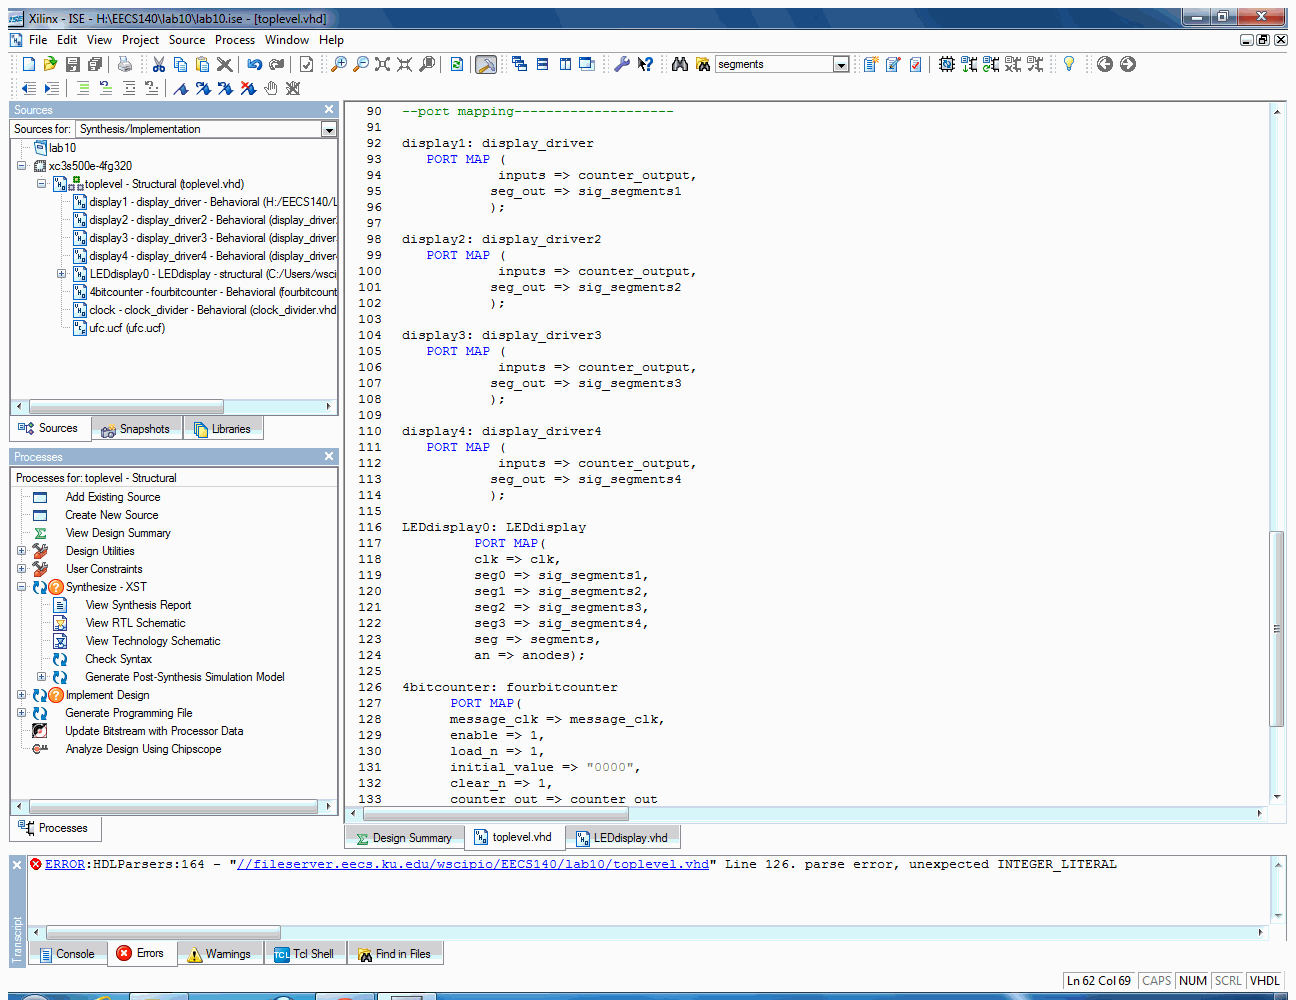 Xilinx - ISE - H:\EECS140\lab10\lab10.ise - [toplevel.vhd]
File Edit View Project Source Process Window Help
segments
Sources
Sources for: Synthesis/Implementation
lab10
xc3s500e-4fg320
toplevel - Structural (toplevel.vhd)
display1 - display_driver - Behavioral (H:/EECS140/L
display2 - display_driver2 - Behavioral (display_driver
display3 - display_driver3 - Behavioral (display_driver
display4 - display_driver4 - Behavioral (display_driver
LEDdisplay0 - LEDdisplay - structural (C:/Users/wsci
4bitcounter - fourbitcounter - Behavioral (fourbitcount
clock - clock_divider - Behavioral (clock_divider.vhd
ufc.ucf (ufc.ucf)
Sources Snapshots Libraries
Processes
Processes for: toplevel - Structural
Add Existing Source
Create New Source
View Design Summary
Design Utilities
User Constraints
Synthesize - XST
View Synthesis Report
View RTL Schematic
View Technology Schematic
Check Syntax
Generate Post-Synthesis Simulation Model
Implement Design
Generate Programming File
Update Bitstream with Processor Data
Analyze Design Using Chipscope
Processes
90 --port mapping--------------------
91
92 display1: display_driver
93 PORT MAP (
94 inputs => counter_output,
95 seg_out => sig_segments1
96 );
97
98 display2: display_driver2
99 PORT MAP (
100 inputs => counter_output,
101 seg_out => sig_segments2
102 );
103
104 display3: display_driver3
105 PORT MAP (
106 inputs => counter_output,
107 seg_out => sig_segments3
108 );
109
110 display4: display_driver4
111 PORT MAP (
112 inputs => counter_output,
113 seg_out => sig_segments4
114 );
115
116 LEDdisplay0: LEDdisplay
117 PORT MAP(
118 clk => clk,
119 seg0 => sig_segments1,
120 seg1 => sig_segments2,
121 seg2 => sig_segments3,
122 seg3 => sig_segments4,
123 seg => segments,
124 an => anodes);
125
126 4bitcounter: fourbitcounter
127 PORT MAP(
128 message_clk => message_clk,
129 enable => 1,
130 load_n => 1,
131 initial_value => "0000",
132 clear_n => 1,
133 counter_out => counter_out
Design Summary toplevel.vhd LEDdisplay.vhd
ERROR:HDLParsers:164 - "//fileserver.eecs.ku.edu/wscipio/EECS140/lab10/toplevel.vhd" Line 126. parse error, unexpected INTEGER_LITERAL
Transcript
Console Errors Warnings TCL Tcl Shell Find in Files
Ln 62 Col 69 CAPS NUM SCRL VHDL